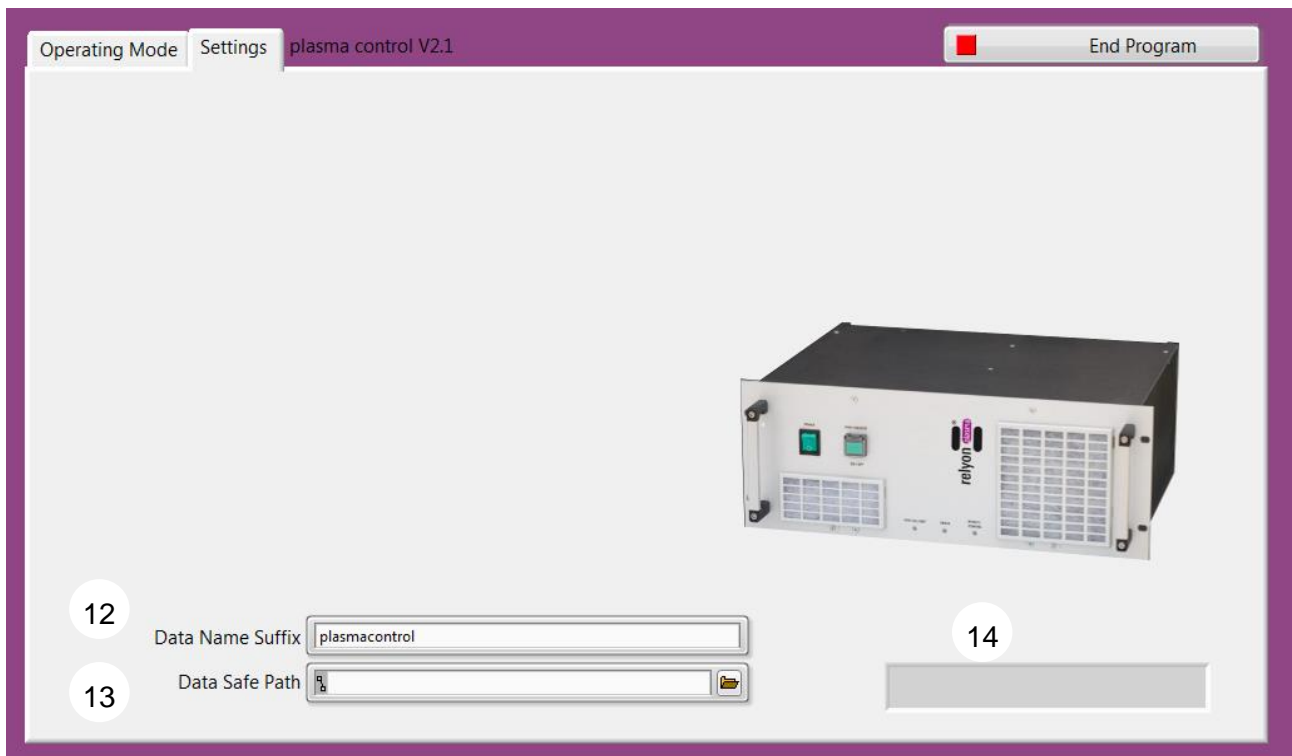 Operating Mode Settings plasma control V2.1 End Program
relyon plasma
12
Data Name Suffix plasmacontrol
14
13 Data Safe Path